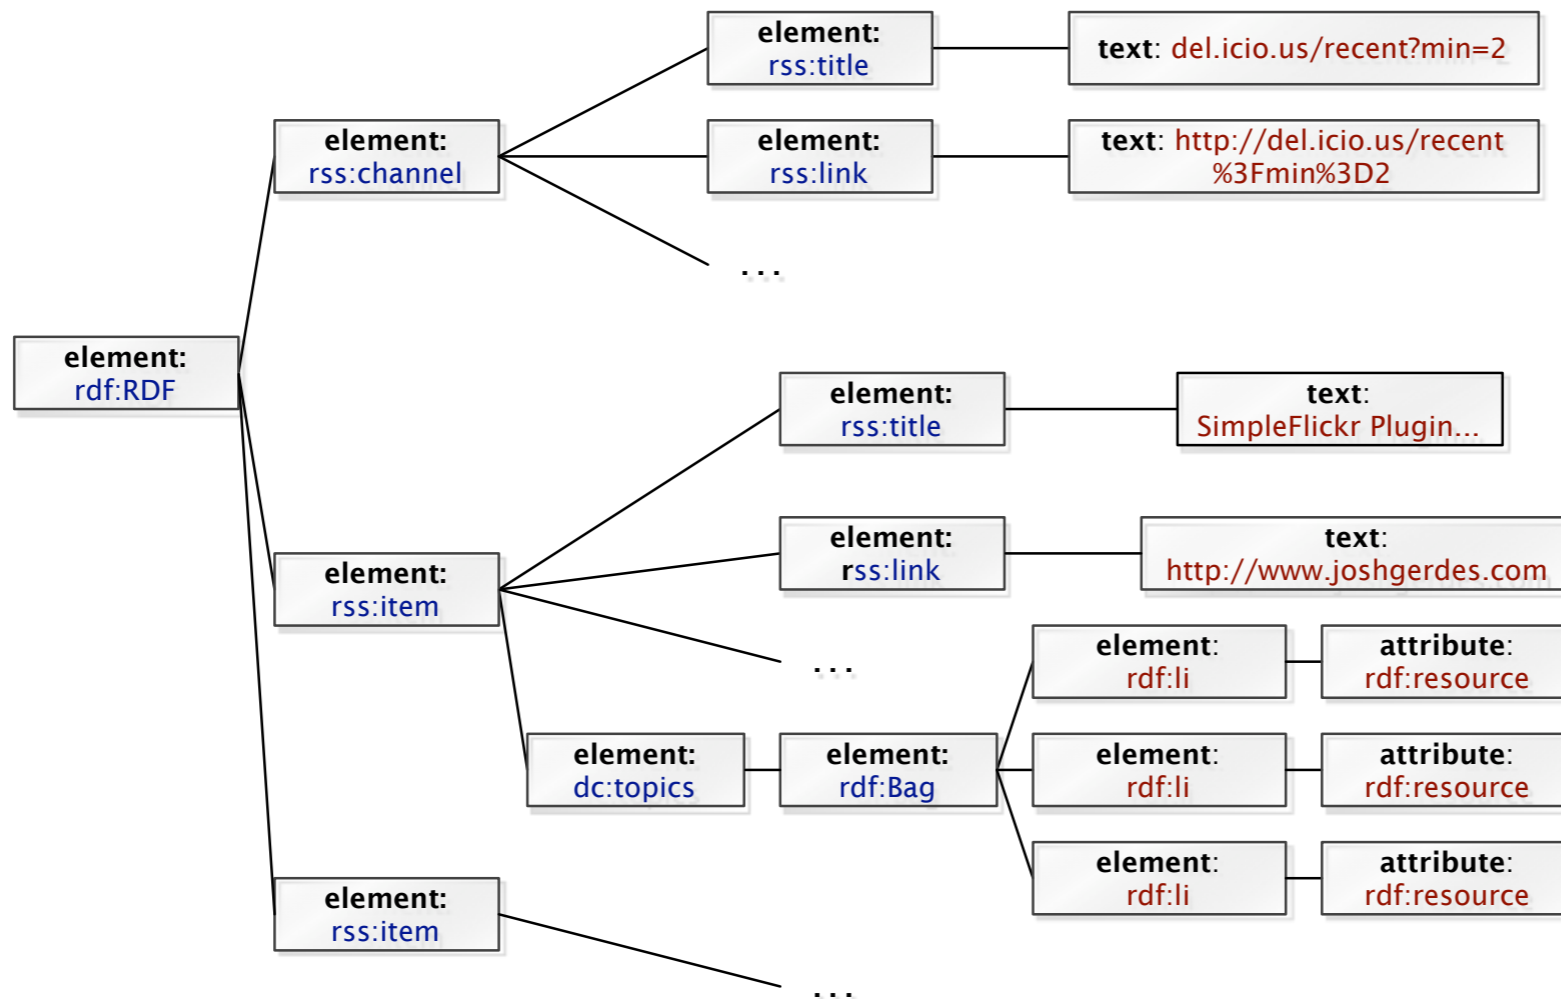 element:
rss:title
text: del.icio.us/recent?min=2
element:
rss:channel
element:
rss:link
text: http://del.icio.us/recent
%3Fmin%3D2
...
element:
rdf:RDF
element:
rss:title
text:
SimpleFlickr Plugin...
element:
rss:item
element:
rss:link
text:
http://www.joshgerdes.com
...
element:
rdf:li
attribute:
rdf:resource
element:
dc:topics
element:
rdf:Bag
element:
rdf:li
attribute:
rdf:resource
element:
rdf:li
attribute:
rdf:resource
element:
rss:item
...